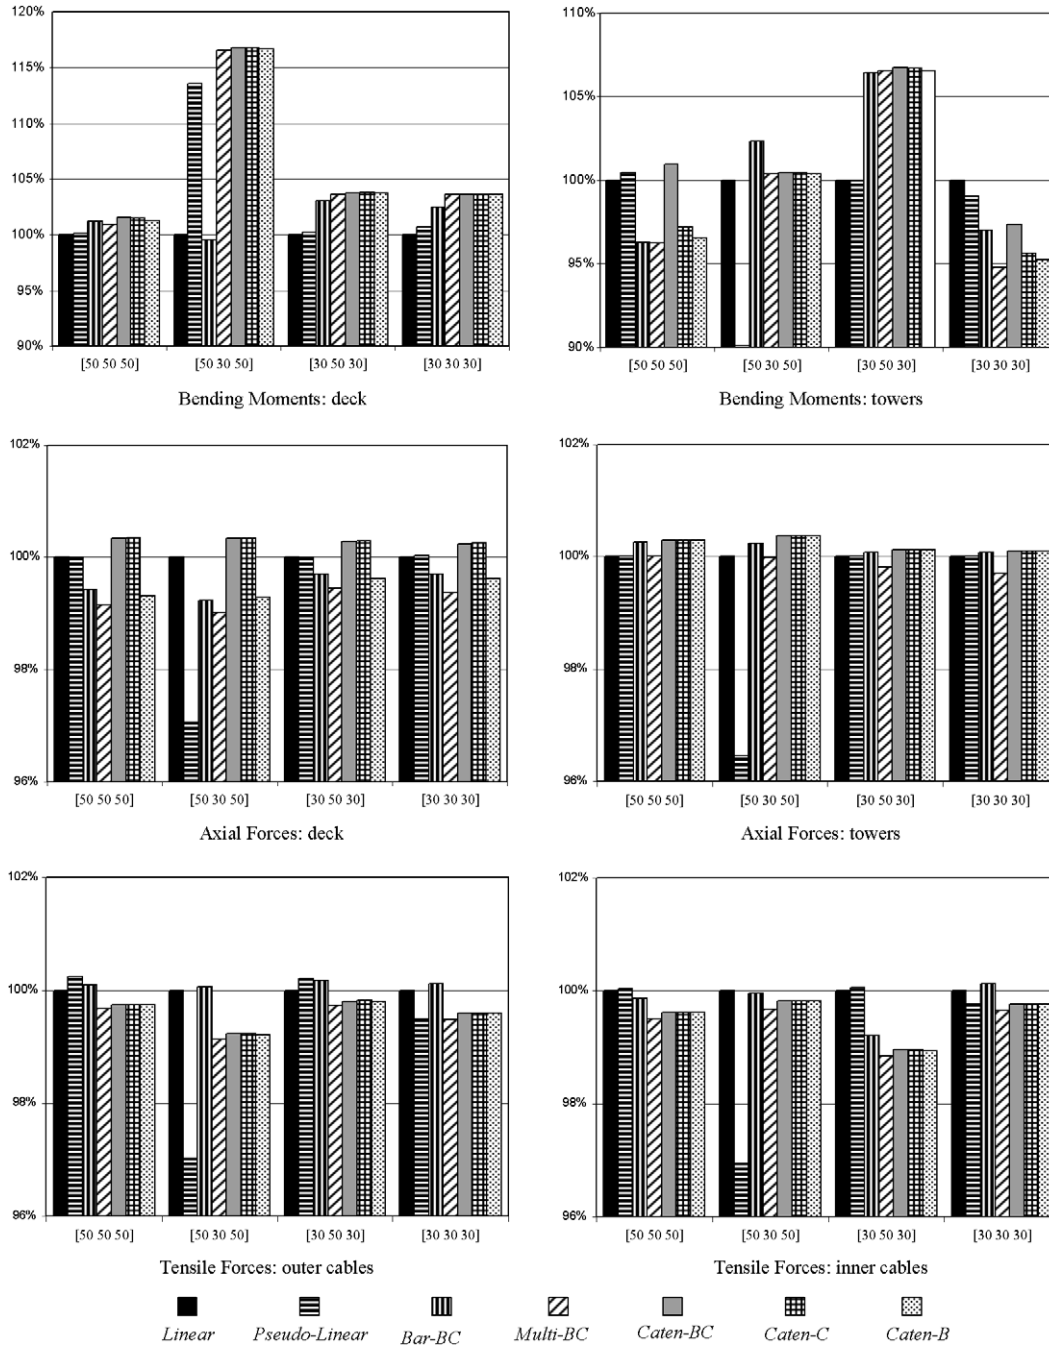 120%
115%
110%
105%
100%
95%
90%
[50 50 50] [50 30 50] [30 50 30] [30 30 30]
Bending Moments: deck
110%
105%
100%
95%
90%
[50 50 50] [50 30 50] [30 50 30] [30 30 30]
Bending Moments: towers
102%
100%
98%
96%
[50 50 50] [50 30 50] [30 50 30] [30 30 30]
Axial Forces: deck
102%
100%
98%
96%
[50 50 50] [50 30 50] [30 50 30] [30 30 30]
Axial Forces: towers
102%
100%
98%
96%
[50 50 50] [50 30 50] [30 50 30] [30 30 30]
Tensile Forces: outer cables
102%
100%
98%
96%
[50 50 50] [50 30 50] [30 50 30] [30 30 30]
Tensile Forces: inner cables
Linear Pseudo-Linear Bar-BC Multi-BC Caten-BC Caten-C Caten-B